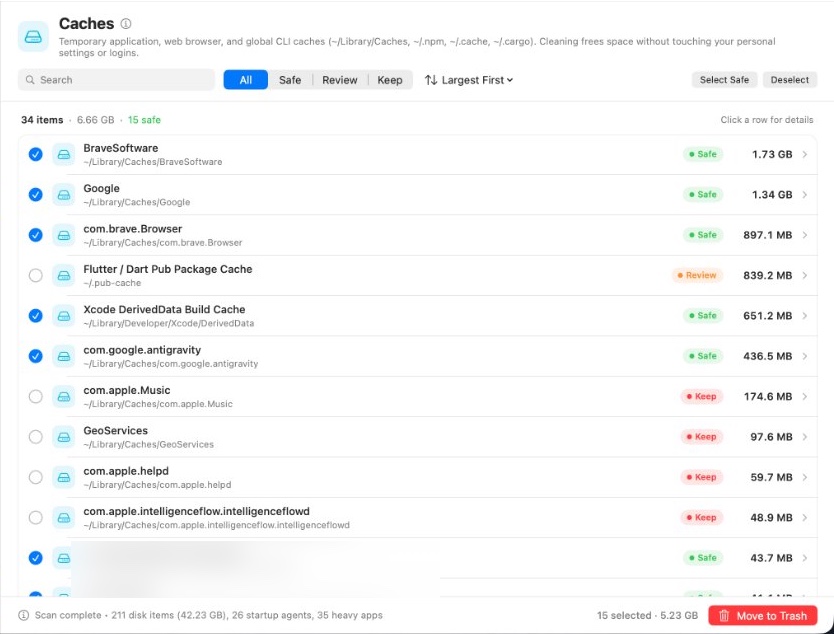 Caches
Temporary application, web browser, and global CLI caches (~/Library/Caches, ~/.npm, ~/.cache, ~/.cargo). Cleaning frees space without touching your personal
settings or logins.
Search
All Safe Review Keep Largest First
Select Safe Deselect
34 items · 6.66 GB · 15 safe
Click a row for details
BraveSoftware
~/Library/Caches/BraveSoftware
Safe 1.73 GB
Google
~/Library/Caches/Google
Safe 1.34 GB
com.brave.Browser
~/Library/Caches/com.brave.Browser
Safe 897.1 MB
Flutter / Dart Pub Package Cache
~/.pub-cache
Review 839.2 MB
Xcode DerivedData Build Cache
~/Library/Developer/Xcode/DerivedData
Safe 651.2 MB
com.google.antigravity
~/Library/Caches/com.google.antigravity
Safe 436.5 MB
com.apple.Music
~/Library/Caches/com.apple.Music
Keep 174.6 MB
GeoServices
~/Library/Caches/GeoServices
Keep 97.6 MB
com.apple.helpd
~/Library/Caches/com.apple.helpd
Keep 59.7 MB
com.apple.intelligenceflow.intelligenceflowd
~/Library/Caches/com.apple.intelligenceflow.intelligenceflowd
Keep 48.9 MB
Safe 43.7 MB
Scan complete • 211 disk items (42.23 GB), 26 startup agents, 35 heavy apps
15 selected · 5.23 GB
Move to Trash